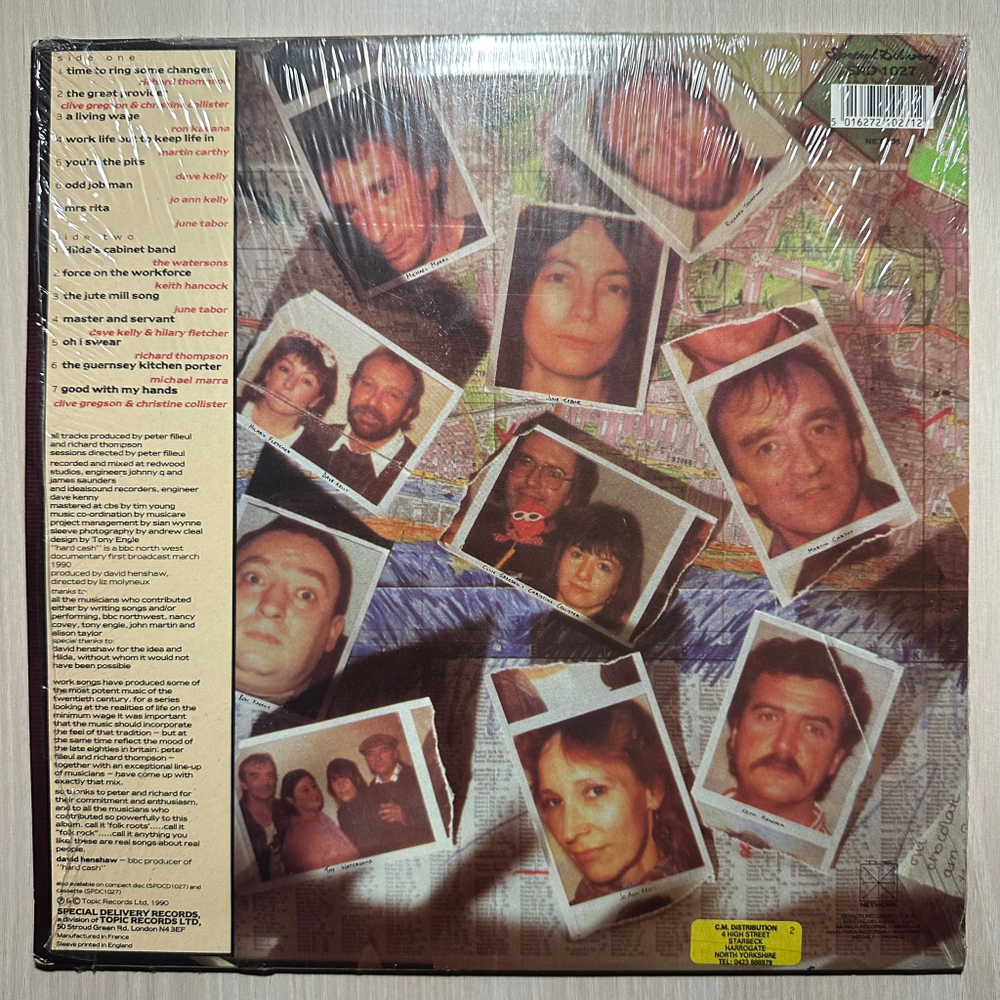 side one
1 time to ring some changes
richard thompson
2 the great provider
clive gregson & christine collister
3 a living wage
ron kavana
4 work life out to keep life in
martin carthy
5 you're the pits
dave kelly
6 odd job man
jo ann kelly
mrs rita
june tabor
side two
1 Hilda's cabinet band
the watersons
2 force on the workforce
keith hancock
3 the jute mill song
june tabor
4 master and servant
dave kelly & hilary fletcher
5 oh i swear
richard thompson
6 the guernsey kitchen porter
michael marra
7 good with my hands
clive gregson & christine collister
all tracks produced by peter filleul
and richard thompson
sessions directed by peter filleul
recorded and mixed at redwood
studios, engineers johnny q and
james saunders
and idealsound recorders, engineer
dave kenny
mastered at cbs by tim young
music co-ordination by musicare
project management by sian wynne
sleeve photography by andrew cleal
design by Tony Engle
"hard cash" is a bbc north west
documentary first broadcast march
1990
produced by david henshaw,
directed by liz molyneux
thanks to:
all the musicians who contributed
either by writing songs and/or
performing, bbc northwest, nancy
covey, tony engle, john martin and
alison taylor
special thanks to:
david henshaw for the idea and
Hilda, without whom it would not
have been possible
work songs have produced some of
the most potent music of the
twentieth century. for a series
looking at the realities of life on the
minimum wage it was important
that the music should incorporate
the feel of that tradition – but at
the same time reflect the mood of
the late eighties in britain. peter
filleul and richard thompson –
together with an exceptional line-up
of musicians – have come up with
exactly that mix.
so thanks to peter and richard for
their commitment and enthusiasm,
and to all the musicians who
contributed so powerfully to this
album. call it 'folk roots'.....call it
"folk rock".....call it anything you
like, these are real songs about real
people.
david henshaw – bbc producer of
"hard cash"
also available on compact disc (SPDCD1027) and
cassette (SPDC1027)
Ⓟ & © Topic Records Ltd, 1990
SPECIAL DELIVERY RECORDS,
a division of TOPIC RECORDS LTD,
50 Stroud Green Rd, London N4 3EF
Manufactured in France
Sleeve printed in England
Special Delivery
SPD 1027
5 016272 102712
MICHAEL MARRA
RICHARD THOMPSON
JUNE TABOR
HILARY FLETCHER
DAVE KELLY
CLIVE GREGSON & CHRISTINE COLLISTER
MARTIN CARTHY
RON KAVANA
THE WATERSONS
JO ANN KELLY
KEITH HANCOCK
B2066
chocolate
NETWORK
C.M. DISTRIBUTION 2
4 HIGH STREET
STARBECK
HARROGATE
NORTH YORKSHIRE
TEL: 0423 888979